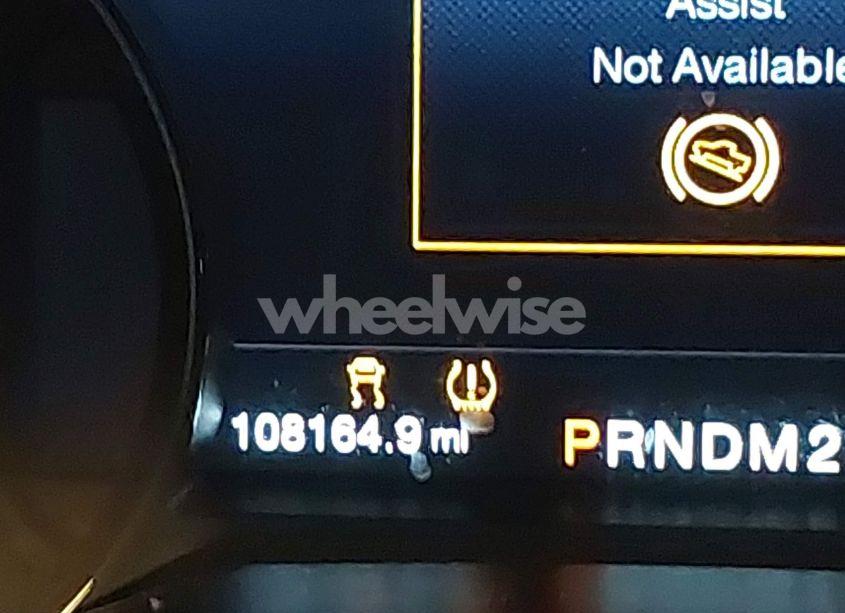 Assist
Not Available
wheelwise
108164.9 mi
PRNDM2